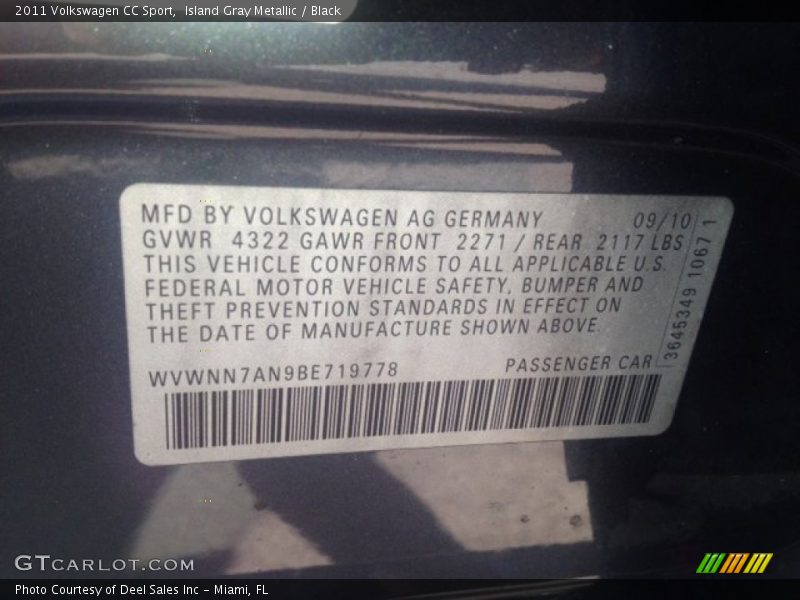 2011 Volkswagen CC Sport,  Island Gray Metallic / Black
MFD BY VOLKSWAGEN AG GERMANY 09/10
GVWR 4322 GAWR FRONT 2271 / REAR 2117 LBS
THIS VEHICLE CONFORMS TO ALL APPLICABLE U.S.
FEDERAL MOTOR VEHICLE SAFETY, BUMPER AND
THEFT PREVENTION STANDARDS IN EFFECT ON
THE DATE OF MANUFACTURE SHOWN ABOVE.
WVWNN7AN9BE719778 PASSENGER CAR
3645349 10671
GTCARLOT.COM
Photo Courtesy of Deel Sales Inc - Miami, FL